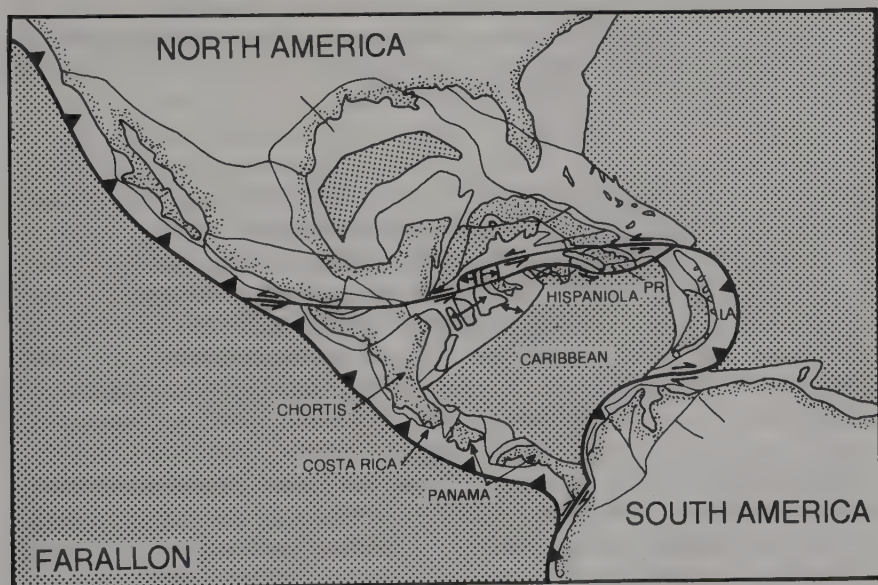 NORTH AMERICA
HISPANIOLA
PR
LA
CARIBBEAN
CHORTIS
COSTA RICA
PANAMA
SOUTH AMERICA
FARALLON